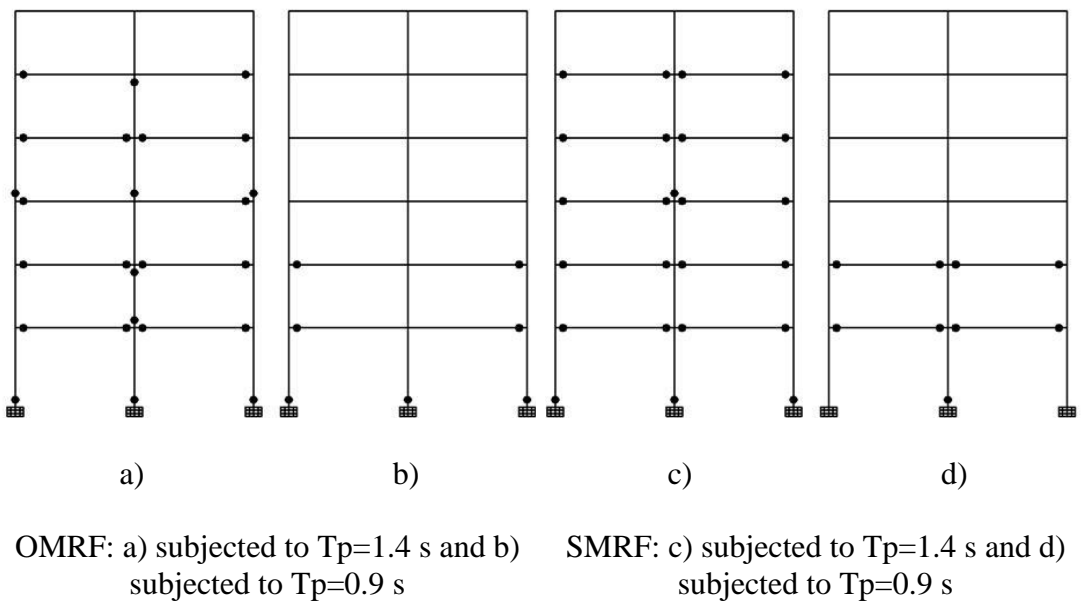 a) b) c) d)
OMRF: a) subjected to Tp=1.4 s and b)
subjected to Tp=0.9 s
SMRF: c) subjected to Tp=1.4 s and d)
subjected to Tp=0.9 s